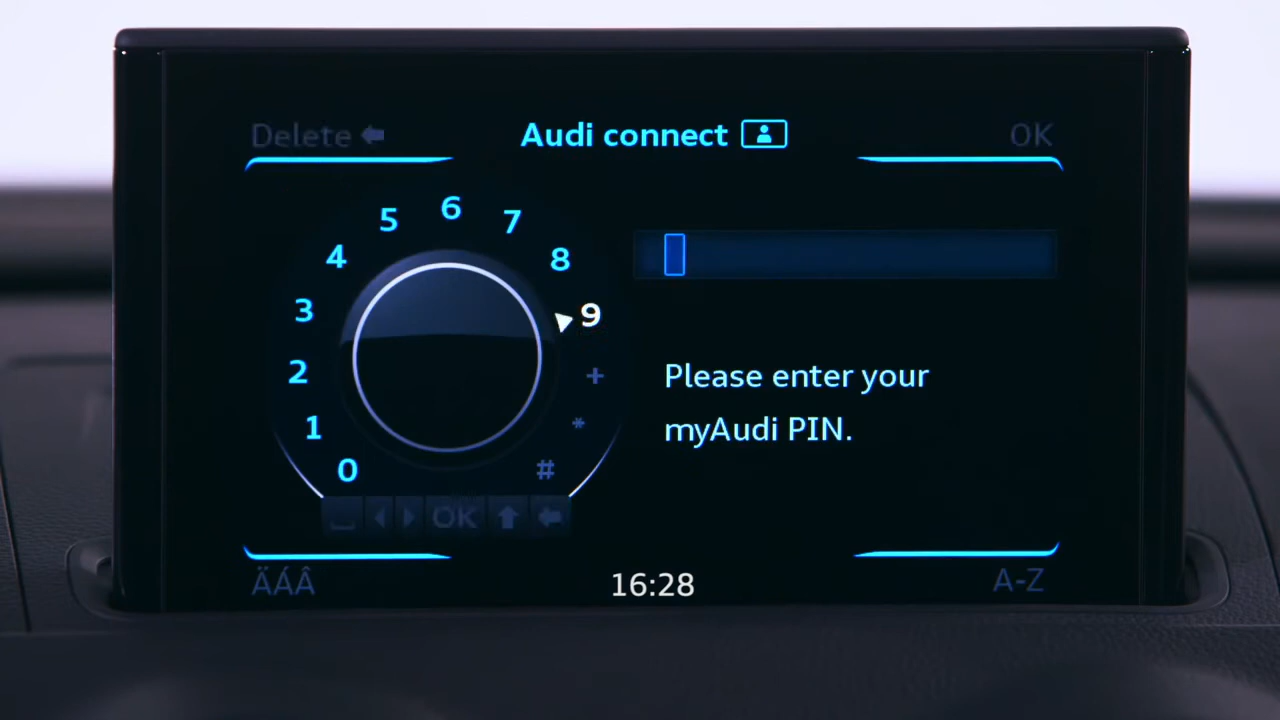 Delete
Audi connect
OK
5 6 7
4 8
3 9
2 +
1 *
0 #
OK
Please enter your
myAudi PIN.
ÄÁÂ
16:28
A-Z